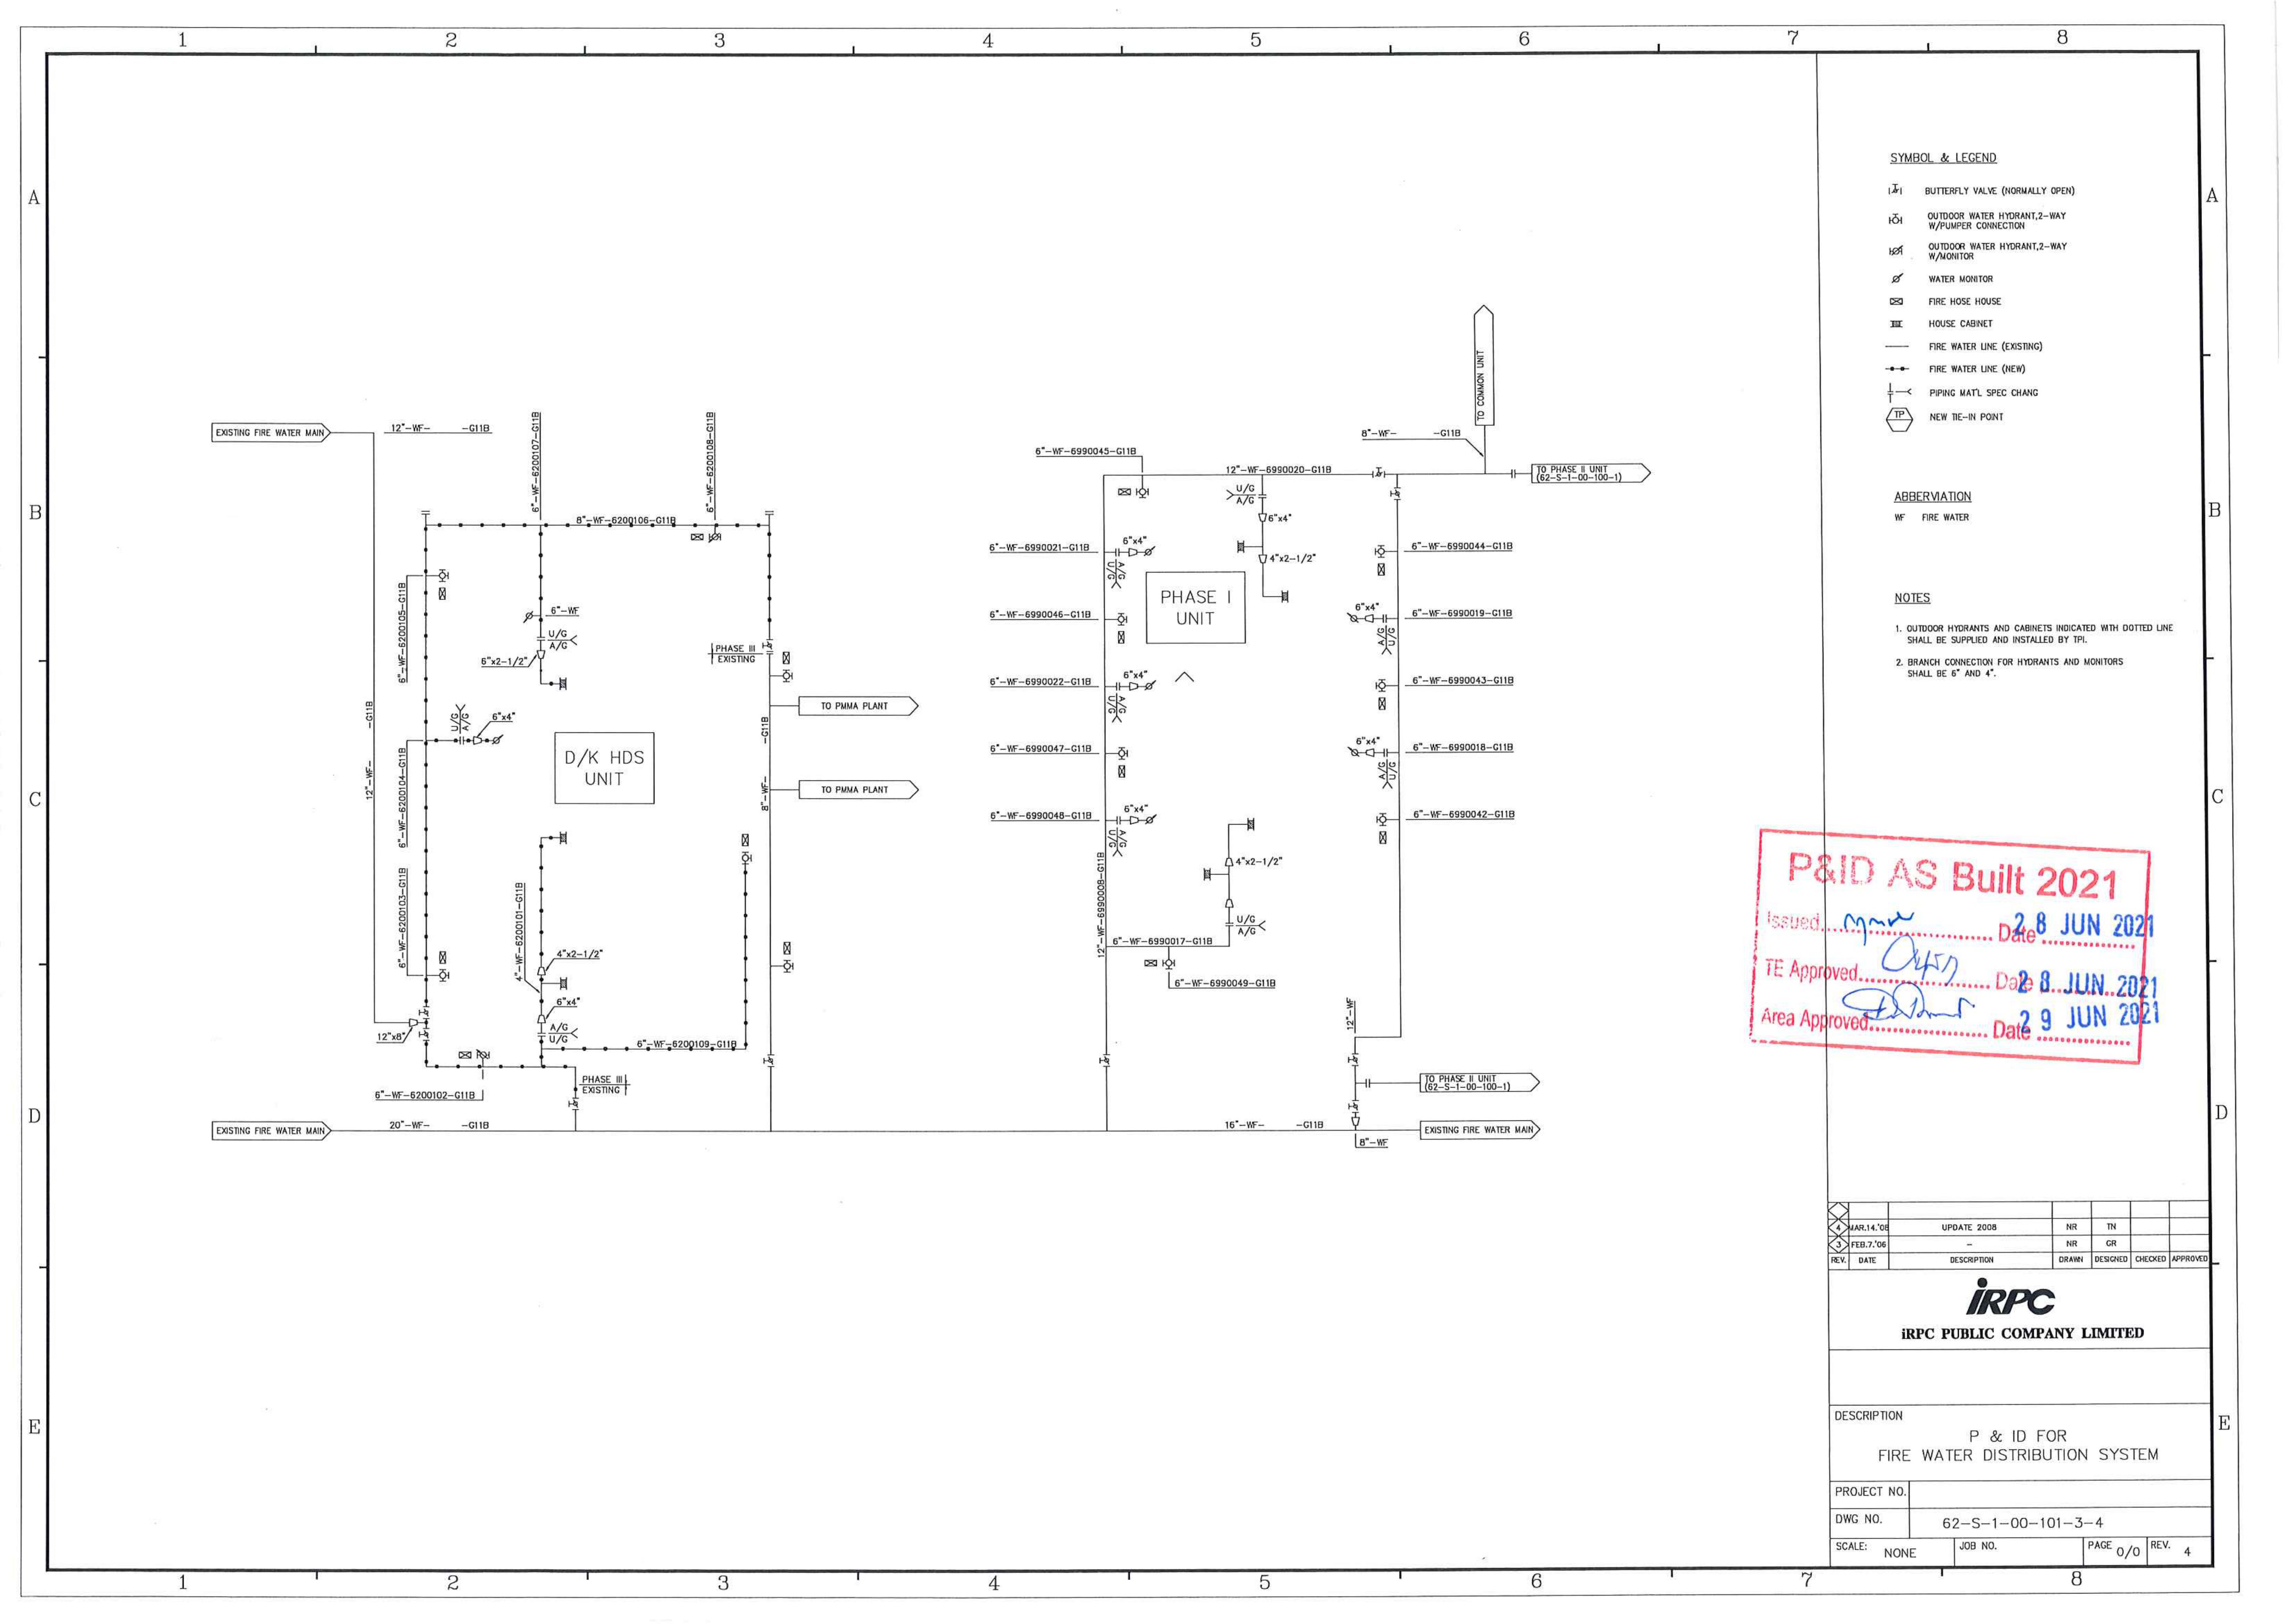 1 2 3 4 5 6 7 8
A
B
C
D
E
A
B
C
D
E
1 2 3 4 5 6 7 8
EXISTING FIRE WATER MAIN
12"-WF- -G11B
12"-WF- -G11B
6"-WF-6200107-G11B
6"-WF-6200108-G11B
8"-WF-6200106-G11B
6"-WF-6200105-G11B
6"-WF
U/G
A/G
6"x2-1/2"
PHASE III
EXISTING
TO PMMA PLANT
TO PMMA PLANT
8"-WF- -G11B
U/G
A/G
6"x4"
6"-WF-6200104-G11B
D/K HDS
UNIT
6"-WF-6200103-G11B
4"-WF-6200101-G11B
4"x2-1/2"
6"x4"
A/G
U/G
12"x8"
6"-WF-6200109-G11B
6"-WF-6200102-G11B
PHASE III
EXISTING
EXISTING FIRE WATER MAIN
20"-WF- -G11B
TO COMMON UNIT
8"-WF- -G11B
6"-WF-6990045-G11B
12"-WF-6990020-G11B
TO PHASE II UNIT
(62-S-1-00-100-1)
U/G
A/G
6"x4"
4"x2-1/2"
6"-WF-6990021-G11B
6"x4"
A/G
U/G
PHASE I
UNIT
6"-WF-6990046-G11B
6"-WF-6990022-G11B
6"x4"
A/G
U/G
6"-WF-6990047-G11B
6"-WF-6990048-G11B
6"x4"
A/G
U/G
12"-WF-6990008-G11B
4"x2-1/2"
U/G
A/G
6"-WF-6990017-G11B
6"-WF-6990049-G11B
6"-WF-6990044-G11B
6"x4"
6"-WF-6990019-G11B
A/G
U/G
6"-WF-6990043-G11B
6"x4"
6"-WF-6990018-G11B
A/G
U/G
6"-WF-6990042-G11B
12"-WF
TO PHASE II UNIT
(62-S-1-00-100-1)
16"-WF- -G11B
EXISTING FIRE WATER MAIN
8"-WF
SYMBOL & LEGEND
BUTTERFLY VALVE (NORMALLY OPEN)
OUTDOOR WATER HYDRANT,2-WAY
W/PUMPER CONNECTION
OUTDOOR WATER HYDRANT,2-WAY
W/MONITOR
WATER MONITOR
FIRE HOSE HOUSE
HOUSE CABINET
FIRE WATER LINE (EXISTING)
FIRE WATER LINE (NEW)
PIPING MAT'L SPEC CHANG
TP NEW TIE-IN POINT
ABBERVIATION
WF FIRE WATER
NOTES
1. OUTDOOR HYDRANTS AND CABINETS INDICATED WITH DOTTED LINE
SHALL BE SUPPLIED AND INSTALLED BY TPI.
2. BRANCH CONNECTION FOR HYDRANTS AND MONITORS
SHALL BE 6" AND 4".
P&ID AS Built 2021
Issued Date 28 JUN 2021
TE Approved Date 28 JUN 2021
Area Approved Date 29 JUN 2021
4 MAR.14.'08 UPDATE 2008 NR TN
3 FEB.7.'06 - NR GR
REV. DATE DESCRIPTION DRAWN DESIGNED CHECKED APPROVED
iRPC
iRPC PUBLIC COMPANY LIMITED
DESCRIPTION
P & ID FOR
FIRE WATER DISTRIBUTION SYSTEM
PROJECT NO.
DWG NO. 62-S-1-00-101-3-4
SCALE: NONE JOB NO. PAGE 0/0 REV. 4